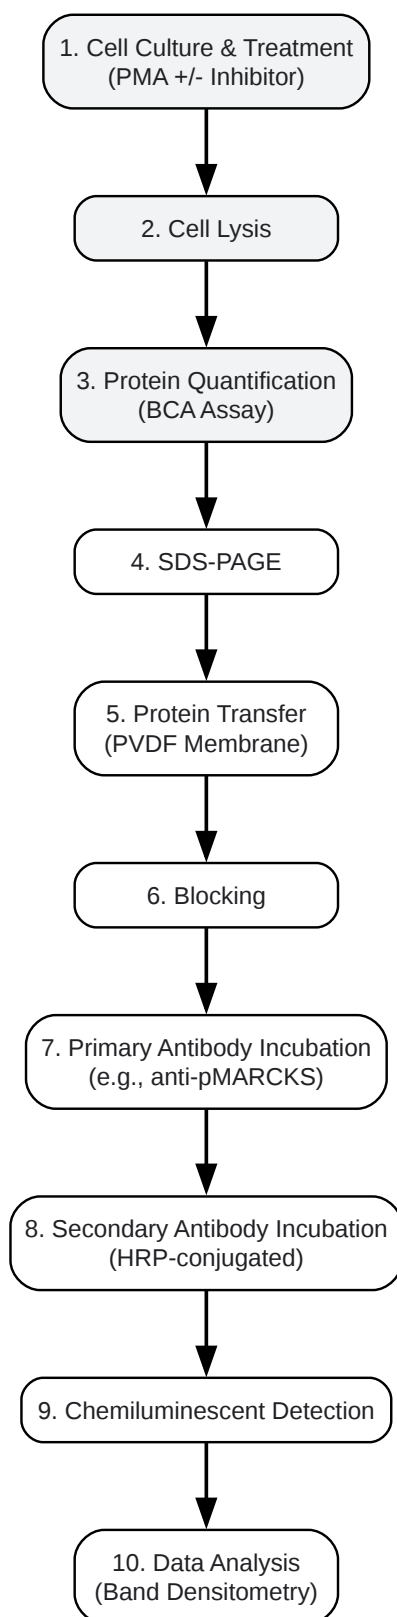 1. Cell Culture & Treatment
(PMA +/- Inhibitor)
2. Cell Lysis
3. Protein Quantification
(BCA Assay)
4. SDS-PAGE
5. Protein Transfer
(PVDF Membrane)
6. Blocking
7. Primary Antibody Incubation
(e.g., anti-pMARCKS)
8. Secondary Antibody Incubation
(HRP-conjugated)
9. Chemiluminescent Detection
10. Data Analysis
(Band Densitometry)